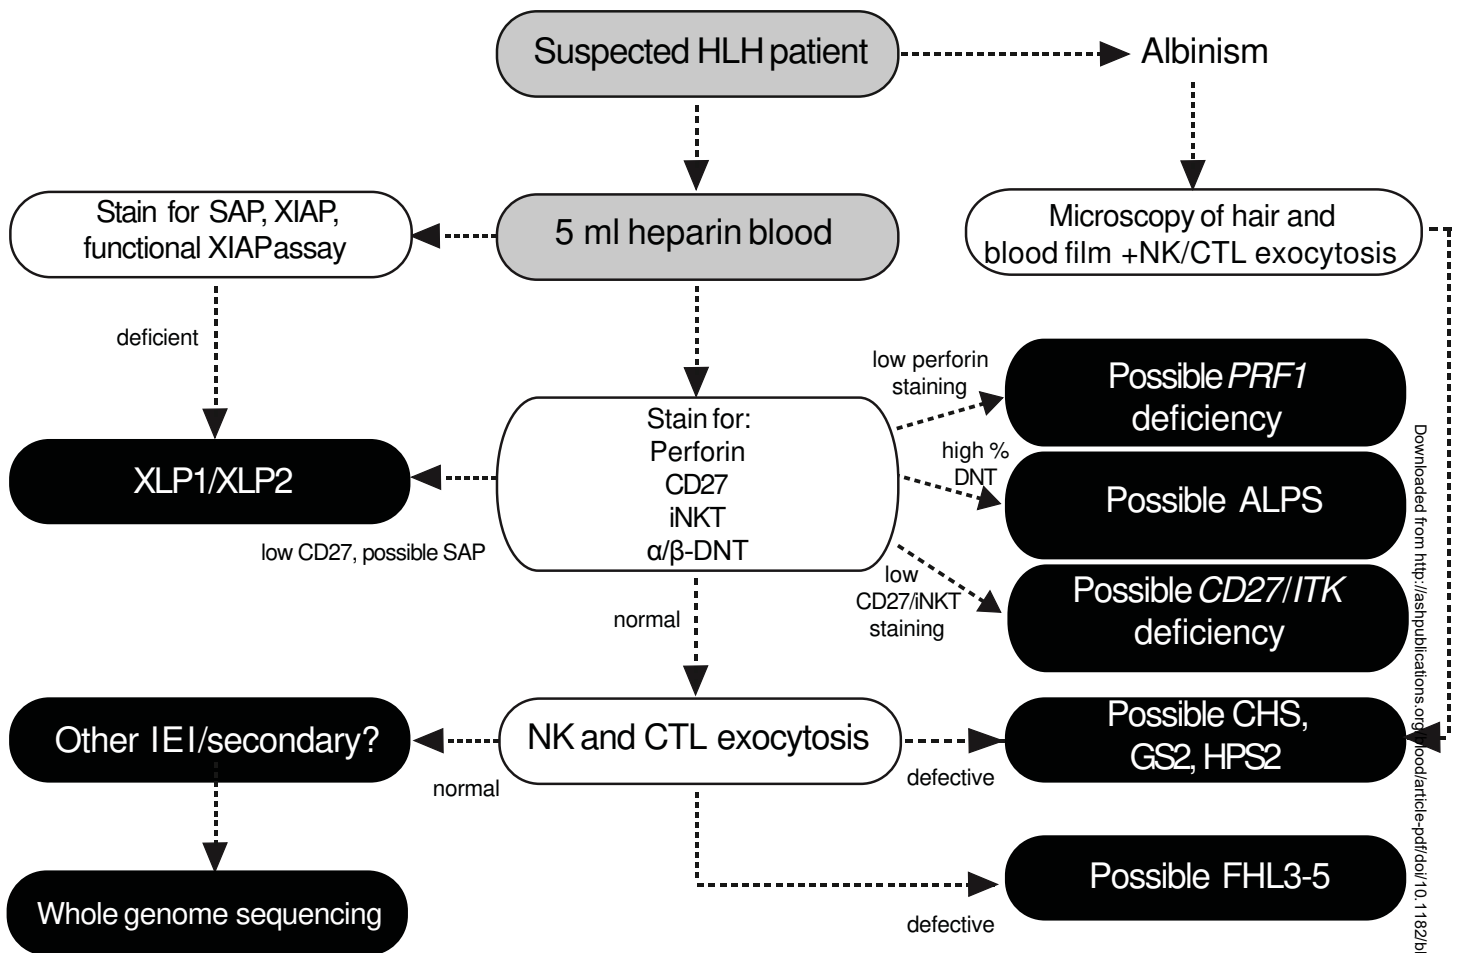 Suspected HLH patient
Albinism
Stain for SAP, XIAP,
functional XIAP assay
5 ml heparin blood
Microscopy of hair and
blood film +NK/CTL exocytosis
deficient
low perforin
staining
Possible PRF1
deficiency
Stain for:
Perforin
CD27
iNKT
α/β-DNT
high %
DNT
Possible ALPS
XLP1/XLP2
low CD27, possible SAP
low
CD27/iNKT
staining
Possible CD27/ITK
deficiency
normal
Other IEI/secondary?
normal
NK and CTL exocytosis
defective
Possible CHS,
GS2, HPS2
Whole genome sequencing
defective
Possible FHL3-5
Downloaded from http://ashpublications.org/blood/article-pdf/doi/10.1182/bl